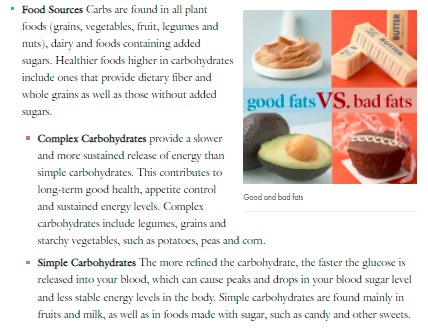 Food Sources Carbs are found in all plant
foods (grains, vegetables, fruit, legumes and
nuts), dairy and foods containing added
sugars. Healthier foods higher in carbohydrates
include ones that provide dietary fiber and
whole grains as well as those without added
sugars.
BUTTER
BUTTER
good fats VS. bad fats
Good and bad fats
Complex Carbohydrates provide a slower
and more sustained release of energy than
simple carbohydrates. This contributes to
long-term good health, appetite control
and sustained energy levels. Complex
carbohydrates include legumes, grains and
starchy vegetables, such as potatoes, peas and corn.
Simple Carbohydrates The more refined the carbohydrate, the faster the glucose is
released into your blood, which can cause peaks and drops in your blood sugar level
and less stable energy levels in the body. Simple carbohydrates are found mainly in
fruits and milk, as well as in foods made with sugar, such as candy and other sweets.